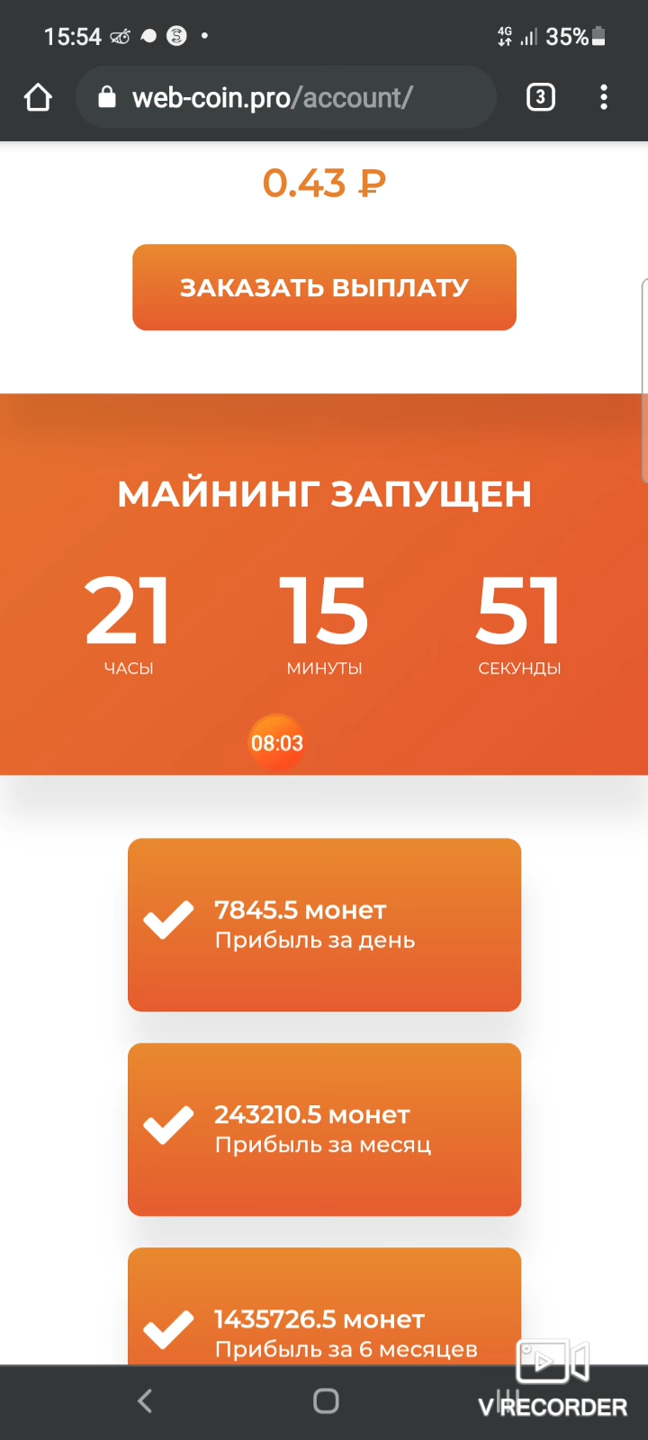 15:54
4G
35%
web-coin.pro/account/
3
0.43 ₽
ЗАКАЗАТЬ ВЫПЛАТУ
МАЙНИНГ ЗАПУЩЕН
21 15 51
ЧАСЫ МИНУТЫ СЕКУНДЫ
08:03
7845.5 монет
Прибыль за день
243210.5 монет
Прибыль за месяц
1435726.5 монет
Прибыль за 6 месяцев
V RECORDER